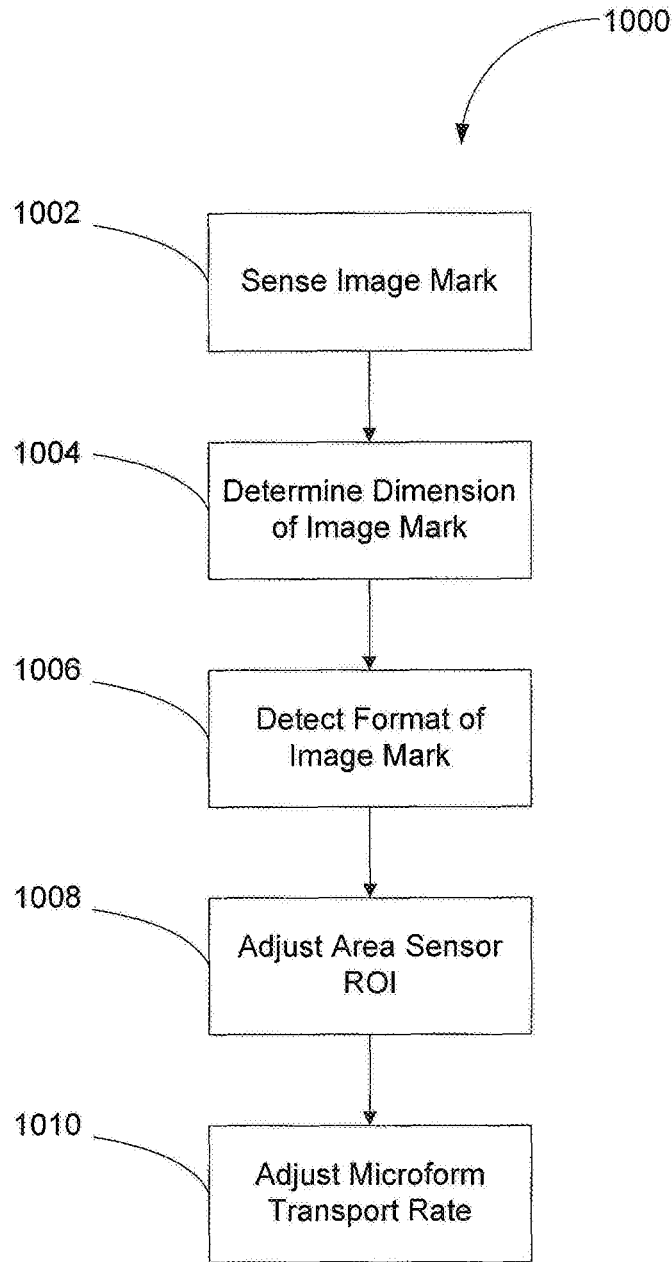 1000
1002
Sense Image Mark
1004
Determine Dimension
of Image Mark
1006
Detect Format of
Image Mark
1008
Adjust Area Sensor
ROI
1010
Adjust Microform
Transport Rate